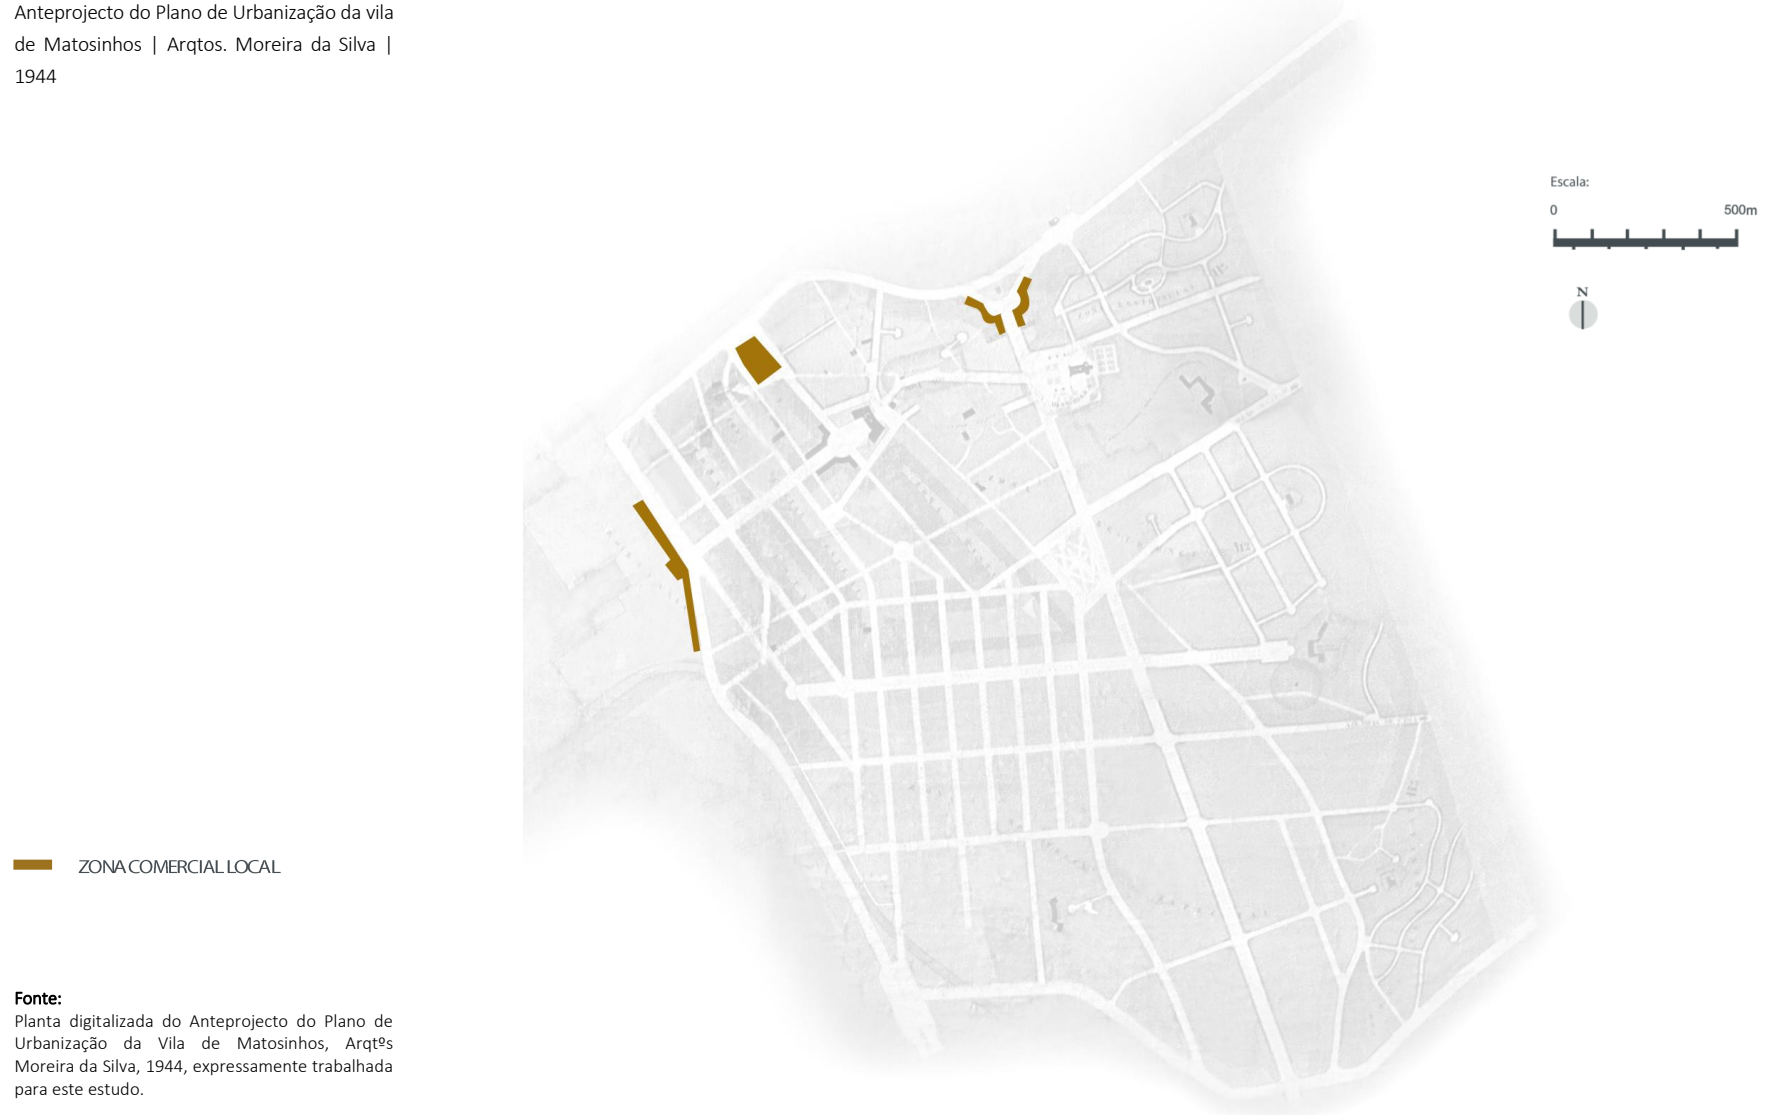 Anteprojecto do Plano de Urbanização da vila
de Matosinhos | Arqtos. Moreira da Silva |
1944
Escala:
0 500m
N
ZONA COMERCIAL LOCAL
Fonte:
Planta digitalizada do Anteprojecto do Plano de
Urbanização da Vila de Matosinhos, Arqtºs
Moreira da Silva, 1944, expressamente trabalhada
para este estudo.